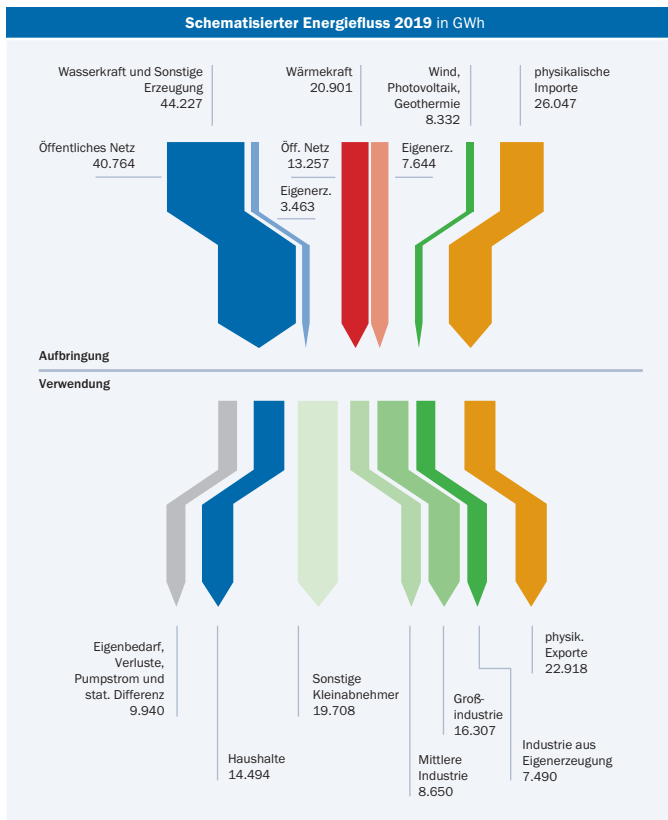 Schematisierter Energiefluss 2019 in GWh
Wasserkraft und Sonstige
Erzeugung
44.227
Wärmekraft
20.901
Wind,
Photovoltaik,
Geothermie
8.332
physikalische
Importe
26.047
Öffentliches Netz
40.764
Öff. Netz
13.257
Eigenerz.
7.644
Eigenerz.
3.463
Aufbringung
Verwendung
Eigenbedarf,
Verluste,
Pumpstrom und
stat. Differenz
9.940
Haushalte
14.494
Sonstige
Kleinabnehmer
19.708
Mittlere
Industrie
8.650
Groß-
industrie
16.307
Industrie aus
Eigenerzeugung
7.490
physik.
Exporte
22.918